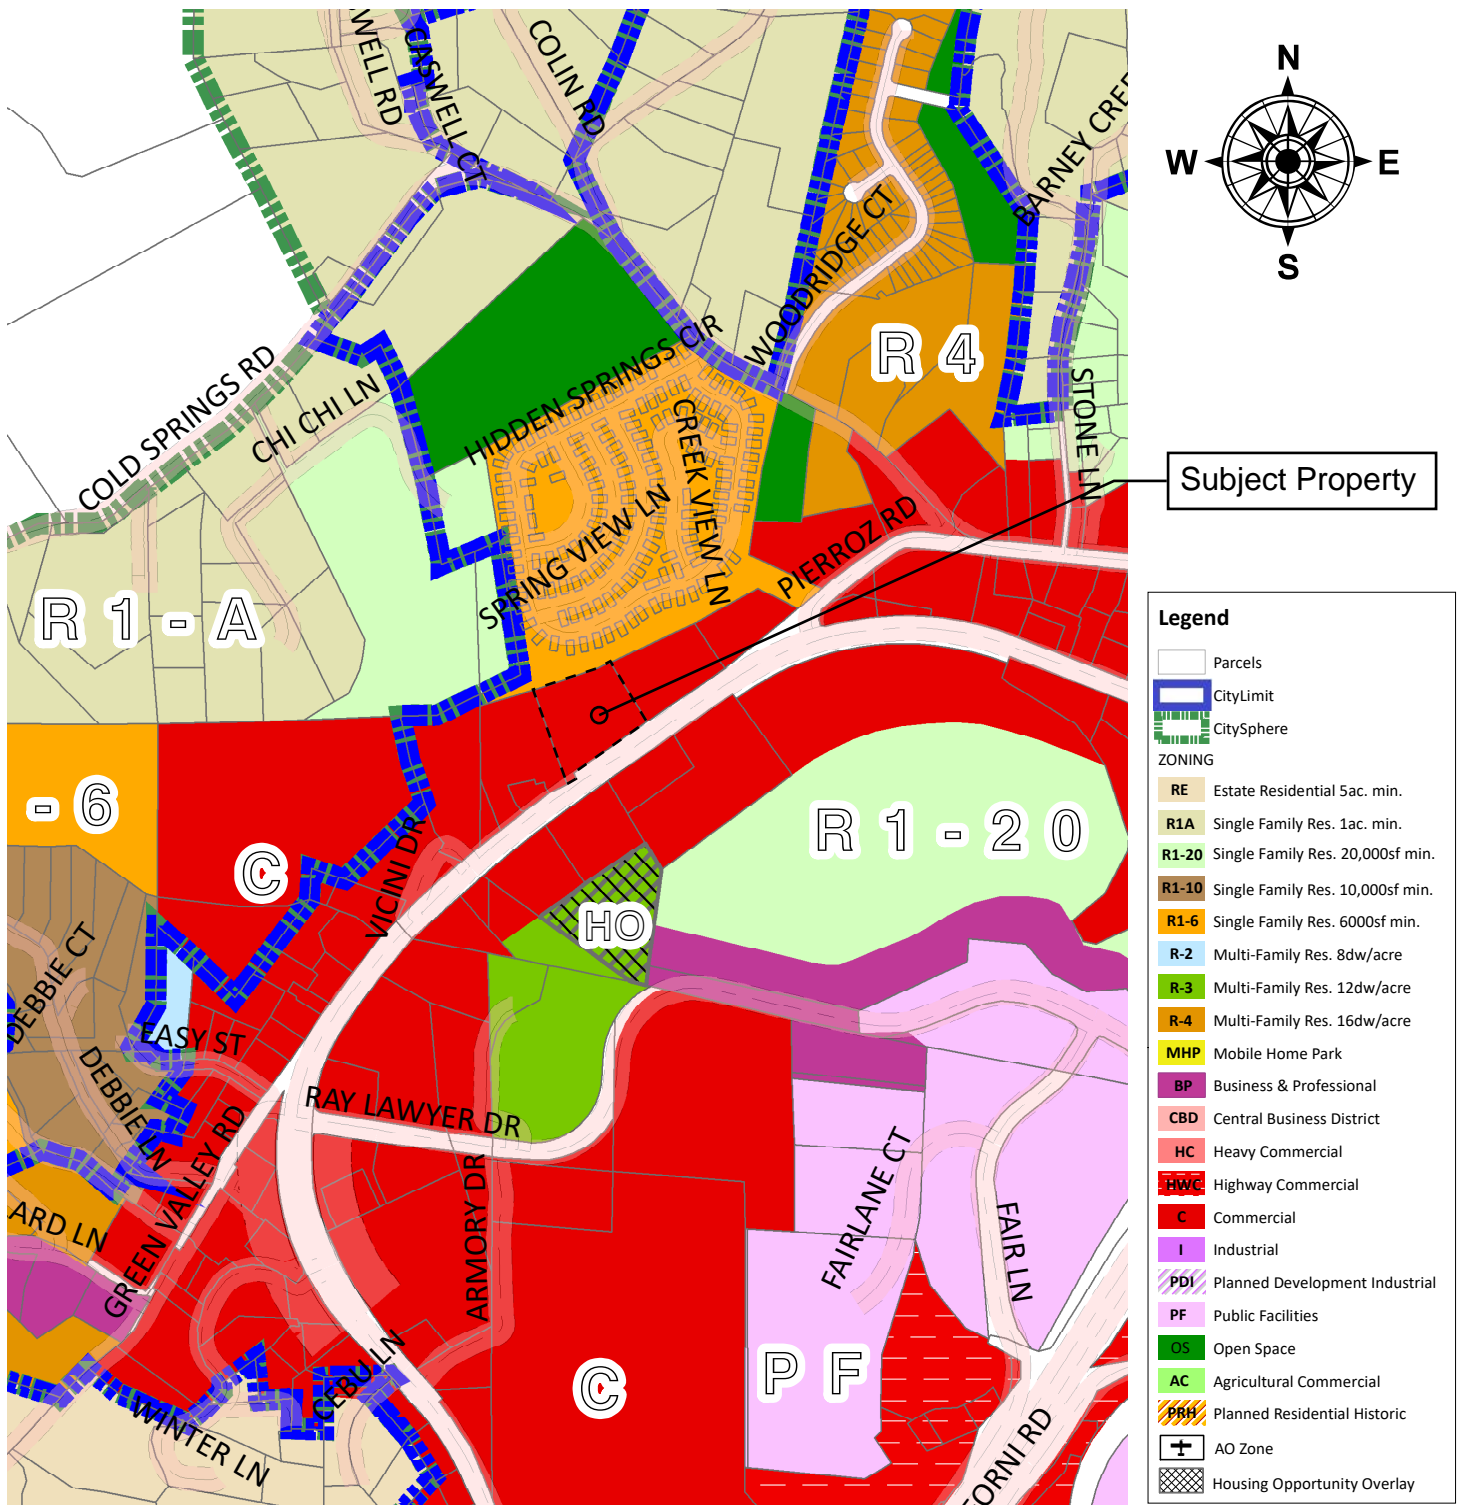 N
W E
S
WELL RD
CASWELL CT
COLIN RD
BARNEY CREE
WOODRIDGE CT
R 4
HIDDEN SPRINGS CIR
COLD SPRINGS RD
CHI CHI LN
CREEK VIEW LN
STONE LN
Subject Property
SPRING VIEW LN
PIERROZ RD
R 1 - A
- 6
R 1 - 2 0
C
VICINI DR
HO
DEBBIE CT
EASY ST
DEBBIE LN
RAY LAWYER DR
GREEN VALLEY RD
ARMORY DR
FAIRLANE CT
FAIR LN
ARD LN
C
P F
CEBU LN
WINTER LN
FORNI RD
Legend
Parcels
CityLimit
CitySphere
ZONING
RE Estate Residential 5ac. min.
R1A Single Family Res. 1ac. min.
R1-20 Single Family Res. 20,000sf min.
R1-10 Single Family Res. 10,000sf min.
R1-6 Single Family Res. 6000sf min.
R-2 Multi-Family Res. 8dw/acre
R-3 Multi-Family Res. 12dw/acre
R-4 Multi-Family Res. 16dw/acre
MHP Mobile Home Park
BP Business & Professional
CBD Central Business District
HC Heavy Commercial
HWC Highway Commercial
C Commercial
I Industrial
PDI Planned Development Industrial
PF Public Facilities
OS Open Space
AC Agricultural Commercial
PRH Planned Residential Historic
AO Zone
Housing Opportunity Overlay